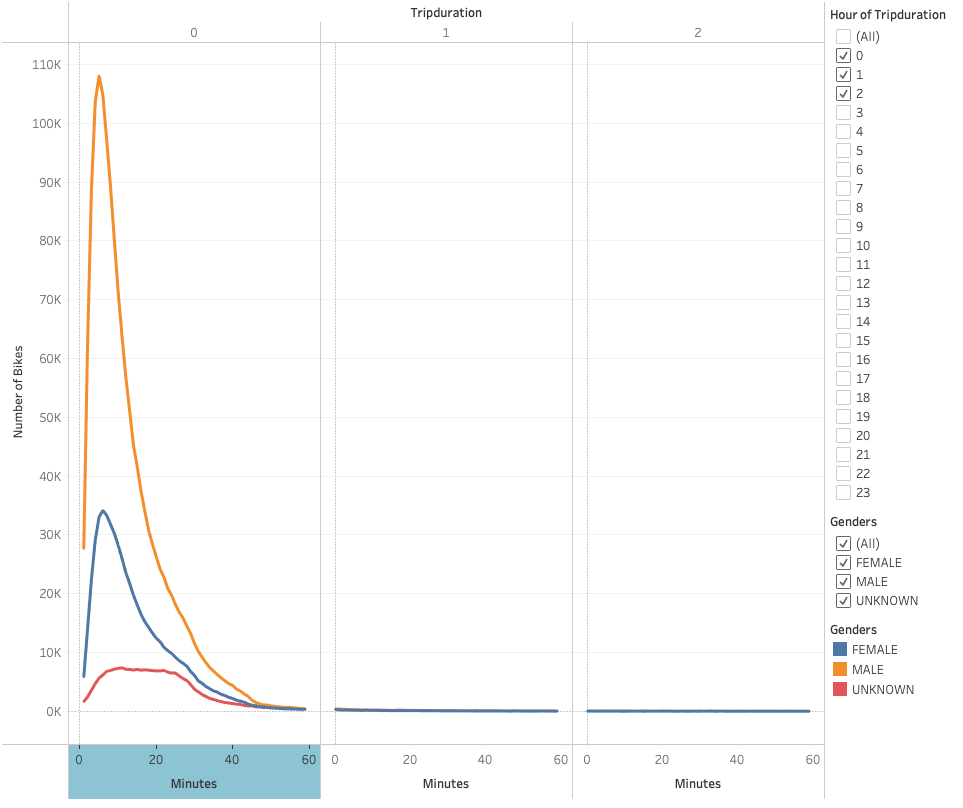 Tripduration
0 1 2
110K
100K
90K
80K
70K
60K
50K
40K
30K
20K
10K
0K
Number of Bikes
0 20 40 60 0 20 40 60 0 20 40 60
Minutes Minutes Minutes
Hour of Tripduration
(All)
0
1
2
3
4
5
6
7
8
9
10
11
12
13
14
15
16
17
18
19
20
21
22
23
Genders
(All)
FEMALE
MALE
UNKNOWN
Genders
FEMALE
MALE
UNKNOWN